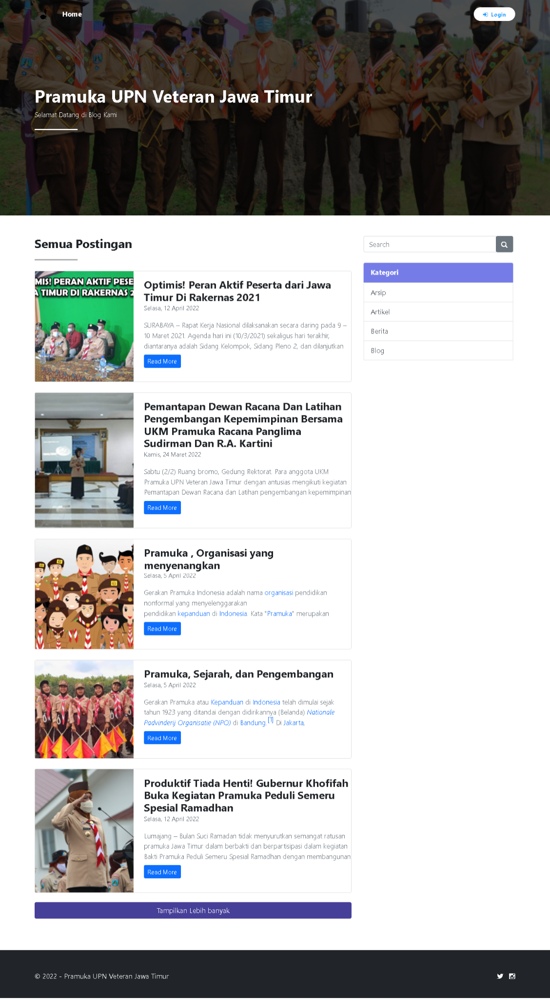 Home
Login
Pramuka UPN Veteran Jawa Timur
Selamat Datang di Blog Kami
Semua Postingan
Search
Kategori
Arsip
Artikel
Berita
Blog
MIS! PERAN AKTIF PESE
A TIMUR DI RAKERNAS 2
Optimis! Peran Aktif Peserta dari Jawa
Timur Di Rakernas 2021
Selasa, 12 April 2022
SURABAYA – Rapat Kerja Nasional dilaksanakan secara daring pada 9 –
10 Maret 2021. Agenda hari ini (10/3/2021) sekaligus hari terakhir,
diantaranya adalah Sidang Kelompok, Sidang Pleno 2, dan dilanjutkan
Read More
Pemantapan Dewan Racana Dan Latihan
Pengembangan Kepemimpinan Bersama
UKM Pramuka Racana Panglima
Sudirman Dan R.A. Kartini
Kamis, 24 Maret 2022
Sabtu (2/2) Ruang bromo, Gedung Rektorat. Para anggota UKM
Pramuka UPN Veteran Jawa Timur dengan antusias mengikuti kegiatan
Pemantapan Dewan Racana dan Latihan pengembangan kepemimpinan
Read More
Pramuka , Organisasi yang
menyenangkan
Selasa, 5 April 2022
Gerakan Pramuka Indonesia adalah nama organisasi pendidikan
nonformal yang menyelenggarakan
pendidikan kepanduan di Indonesia. Kata "Pramuka" merupakan
Read More
Pramuka, Sejarah, dan Pengembangan
Selasa, 5 April 2022
Gerakan Pramuka atau Kepanduan di Indonesia telah dimulai sejak
tahun 1923 yang ditandai dengan didirikannya (Belanda) Nationale
Padvinderij Organisatie (NPO) di Bandung.[1] Di Jakarta,
Read More
Produktif Tiada Henti! Gubernur Khofifah
Buka Kegiatan Pramuka Peduli Semeru
Spesial Ramadhan
Selasa, 12 April 2022
Lumajang – Bulan Suci Ramadan tidak menyurutkan semangat ratusan
pramuka Jawa Timur dalam berbakti dan berpartisipasi dalam kegiatan
Bakti Pramuka Peduli Semeru Spesial Ramadhan dengan membangunan
Read More
Tampilkan Lebih banyak
© 2022 - Pramuka UPN Veteran Jawa Timur